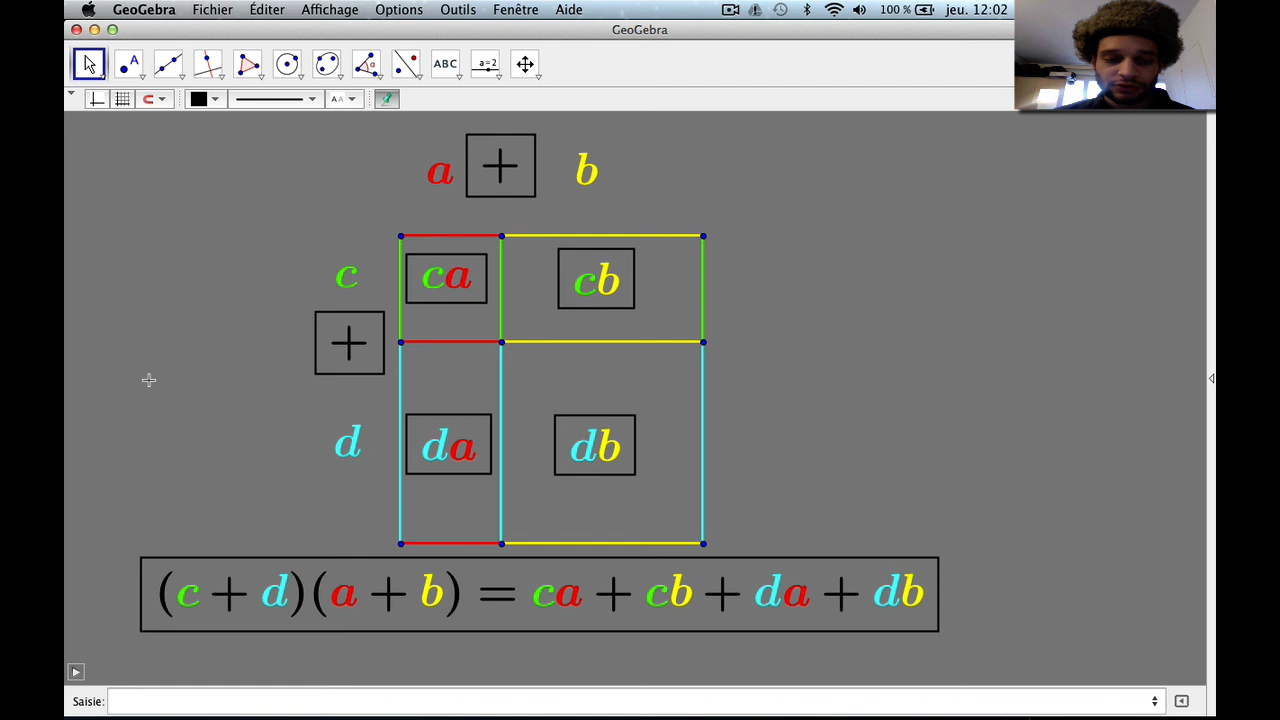 GeoGebra Fichier Éditer Affichage Options Outils Fenêtre Aide 100 % jeu. 12:02
GeoGebra
A ABC a=2
AA
a + b
c ca cb
+
d da db
(c + d)(a + b) = ca + cb + da + db
Saisie: